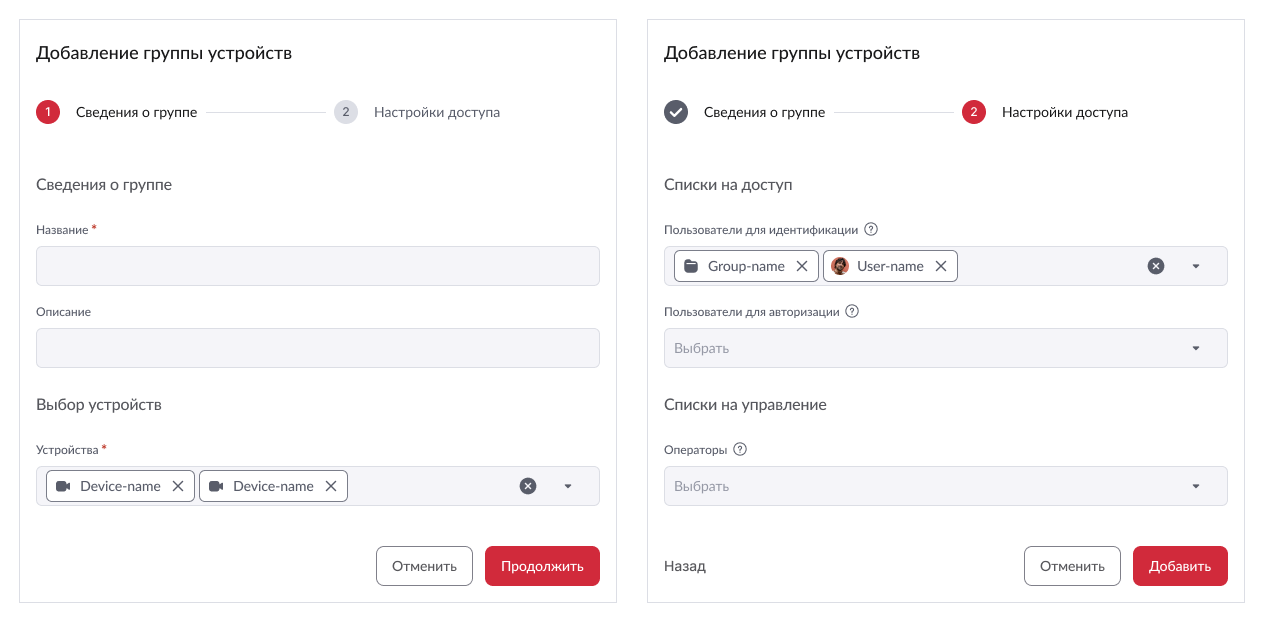 Добавление группы устройств
1 Сведения о группе 2 Настройки доступа
Сведения о группе
Название *
Описание
Выбор устройств
Устройства *
Device-name Device-name
Отменить Продолжить
Добавление группы устройств
Сведения о группе 2 Настройки доступа
Списки на доступ
Пользователи для идентификации ?
Group-name User-name
Пользователи для авторизации ?
Выбрать
Списки на управление
Операторы ?
Выбрать
Назад Отменить Добавить